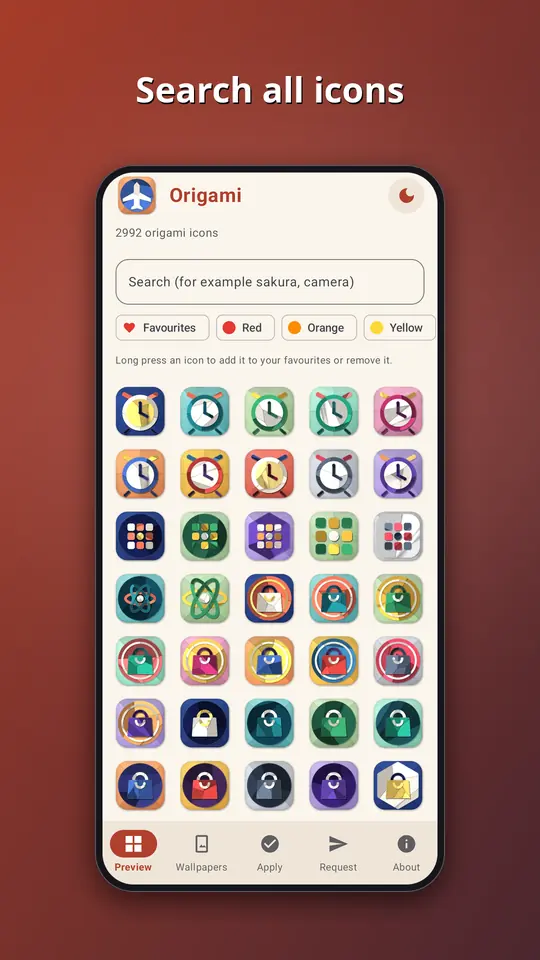 Search all icons
Origami
2992 origami icons
Search (for example sakura, camera)
Favourites Red Orange Yellow
Long press an icon to add it to your favourites or remove it.
Preview Wallpapers Apply Request About